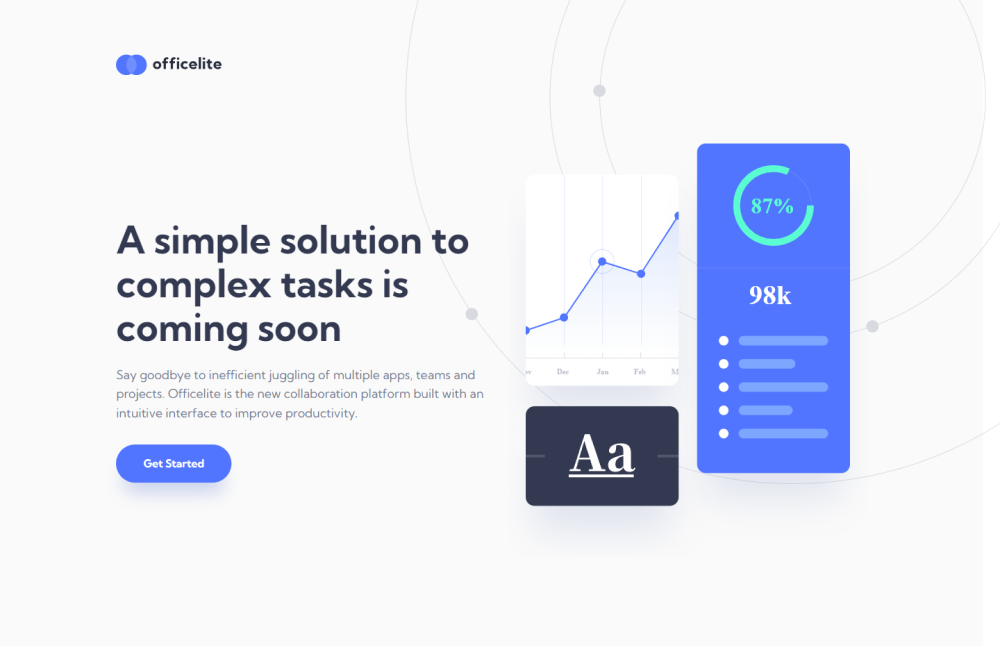 officelite
A simple solution to
complex tasks is
coming soon
Say goodbye to inefficient juggling of multiple apps, teams and
projects. Officelite is the new collaboration platform built with an
intuitive interface to improve productivity.
Get Started
Dec Jan Feb
Aa
87%
98k